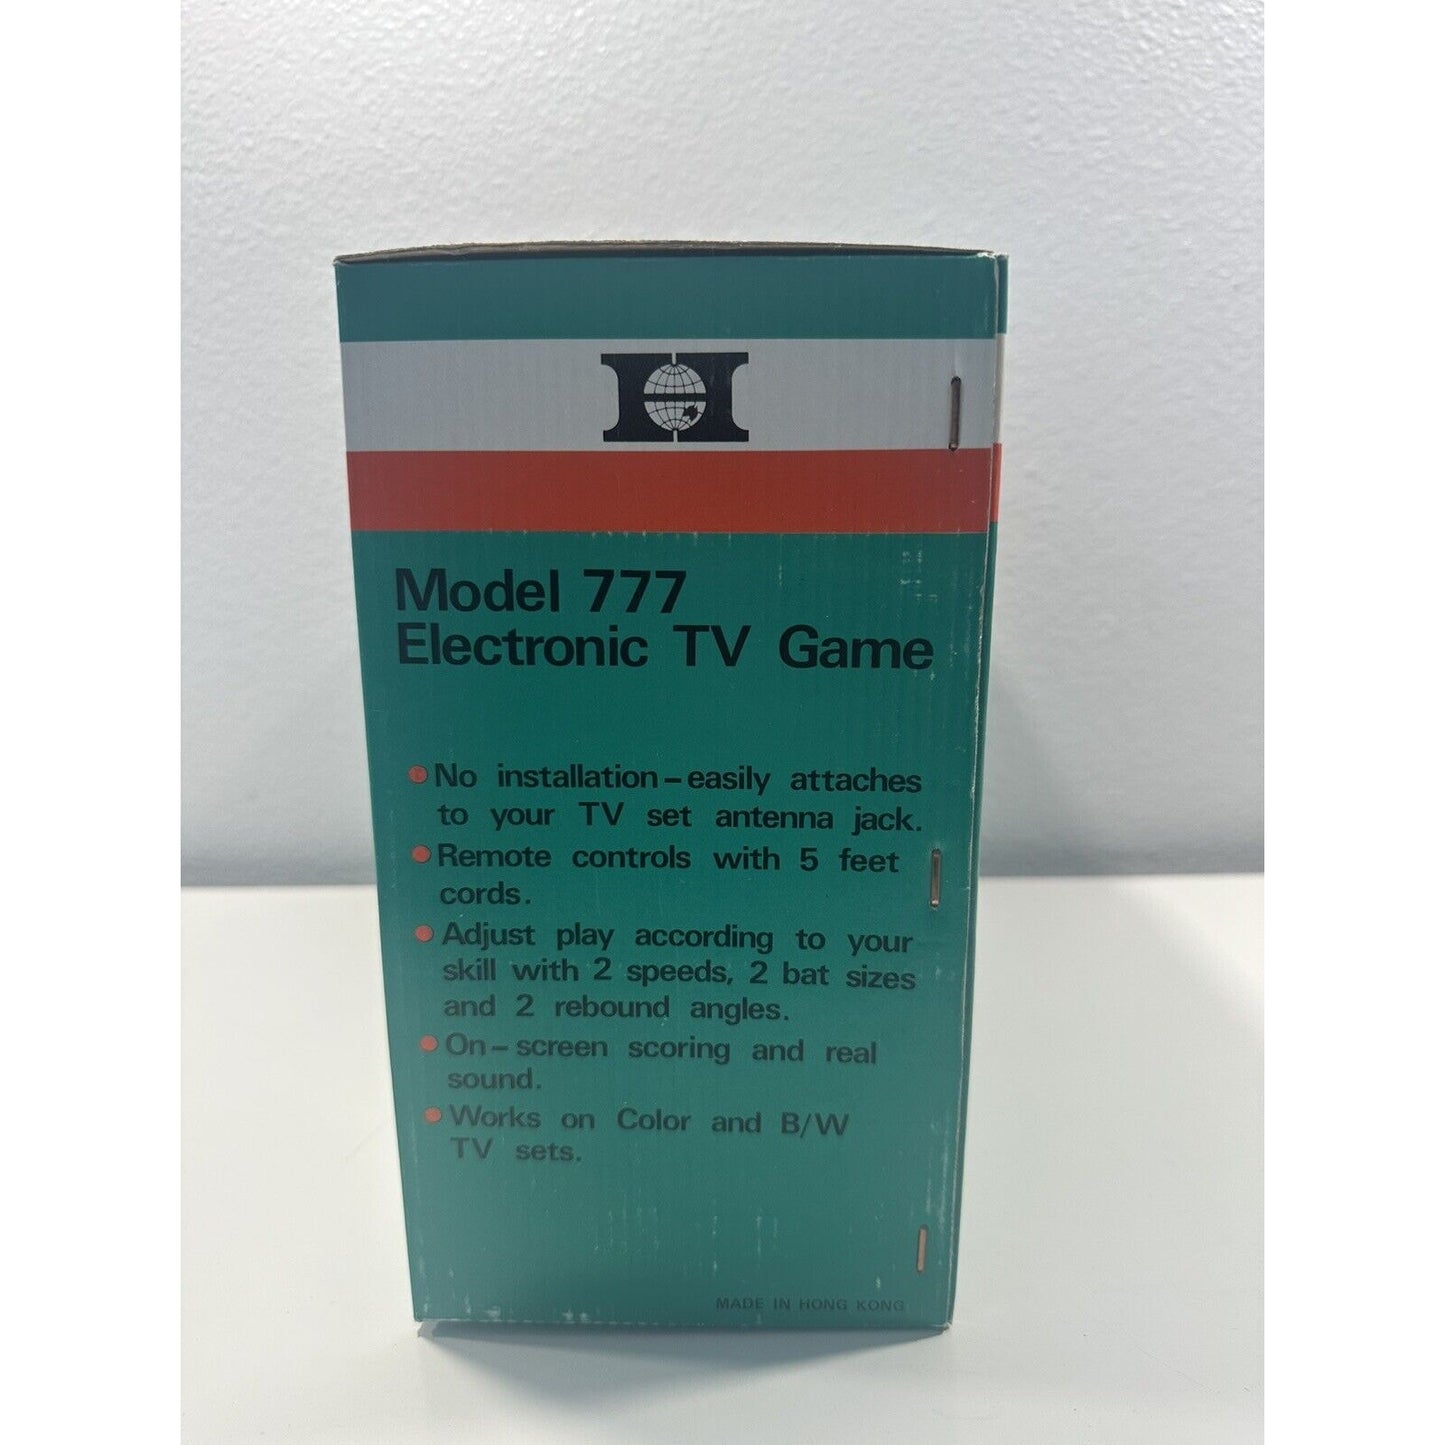 H
Model 777
Electronic TV Game
• No installation – easily attaches
to your TV set antenna jack.
• Remote controls with 5 feet
cords.
• Adjust play according to your
skill with 2 speeds, 2 bat sizes
and 2 rebound angles.
• On – screen scoring and real
sound.
• Works on Color and B/W
TV sets.
MADE IN HONG KONG